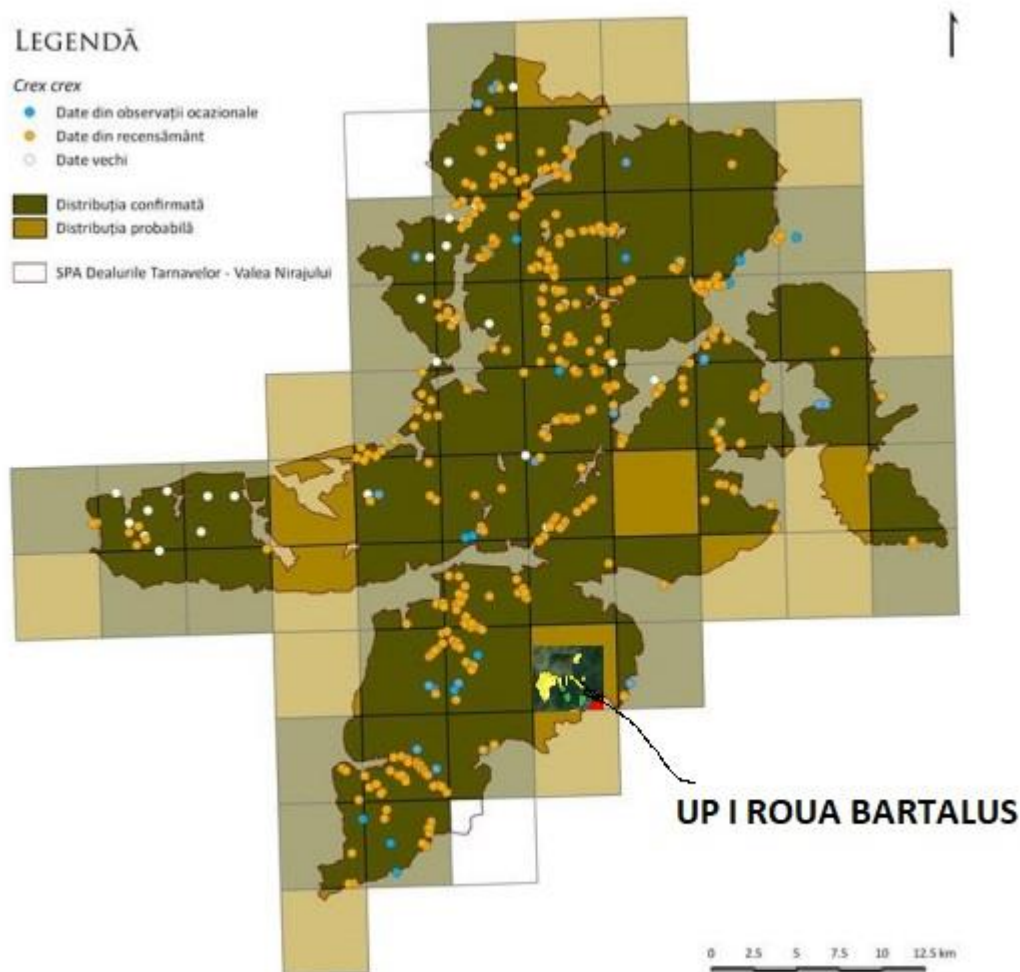 LEGENDĂ
Crex crex
Date din observații ocazionale
Date din recensământ
Date vechi
Distribuția confirmată
Distribuția probabilă
SPA Dealurile Tarnavelor - Valea Nirajului
UP I ROUA BARTALUS
0 2.5 5 7.5 10 12.5 km